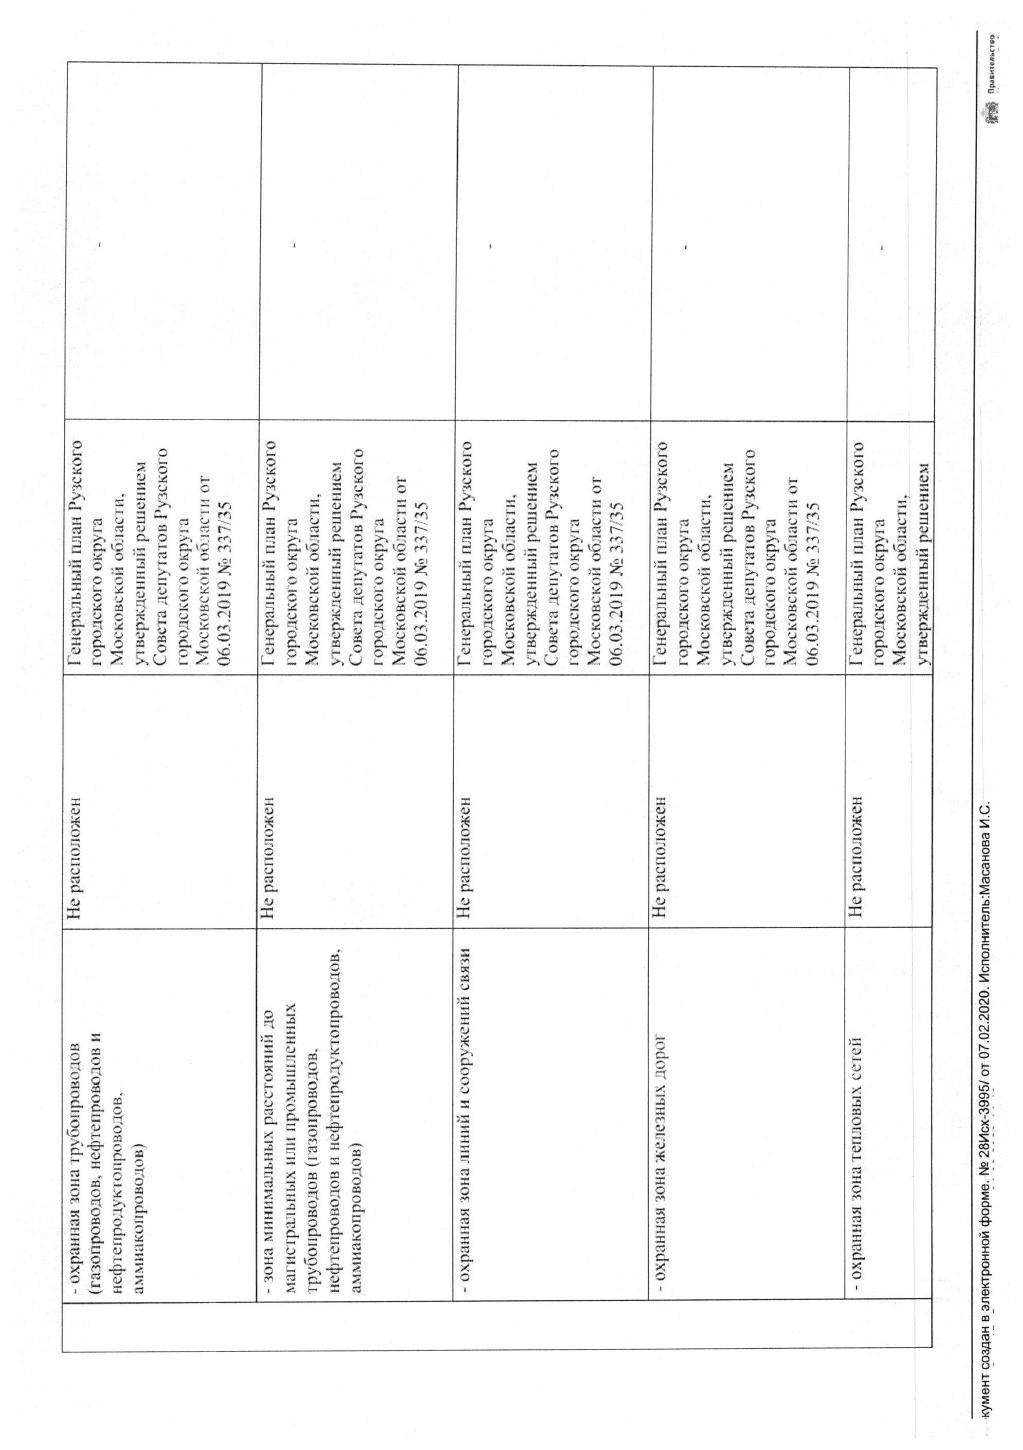 - охранная зона трубопроводов
(газопроводов, нефтепроводов и
нефтепродуктопроводов,
аммиакопроводов)
Не расположен
Генеральный план Рузского
городского округа
Московской области,
утвержденный решением
Совета депутатов Рузского
городского округа
Московской области от
06.03.2019 № 337/35
-
- зона минимальных расстояний до
магистральных или промышленных
трубопроводов (газопроводов,
нефтепроводов и нефтепродуктопроводов,
аммиакопроводов)
Не расположен
Генеральный план Рузского
городского округа
Московской области,
утвержденный решением
Совета депутатов Рузского
городского округа
Московской области от
06.03.2019 № 337/35
-
- охранная зона линий и сооружений связи
Не расположен
Генеральный план Рузского
городского округа
Московской области,
утвержденный решением
Совета депутатов Рузского
городского округа
Московской области от
06.03.2019 № 337/35
-
- охранная зона железных дорог
Не расположен
Генеральный план Рузского
городского округа
Московской области,
утвержденный решением
Совета депутатов Рузского
городского округа
Московской области от
06.03.2019 № 337/35
-
- охранная зона тепловых сетей
Не расположен
Генеральный план Рузского
городского округа
Московской области,
утвержденный решением
-
кумент создан в электронной форме. № 28Исх-3995/ от 07.02.2020. Исполнитель:Масанова И.С.
Правительство